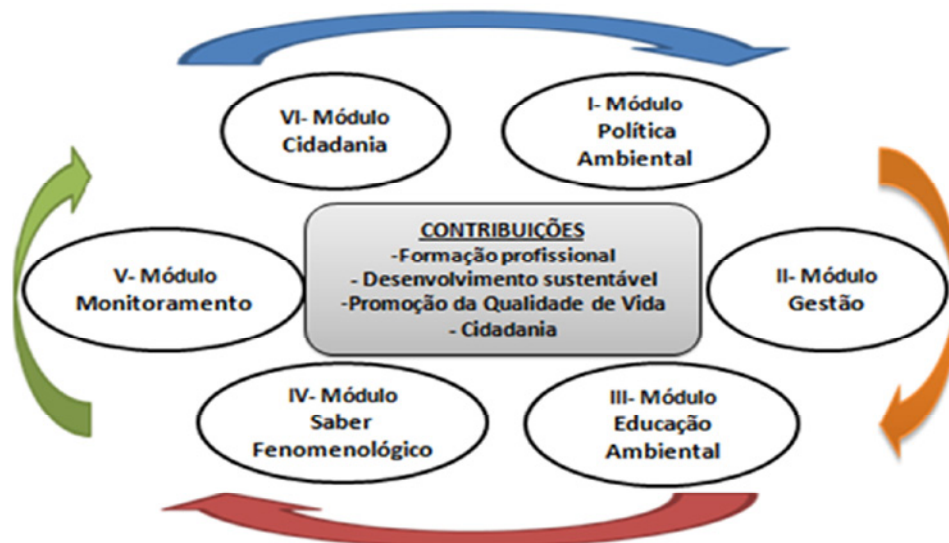 VI- Módulo
Cidadania
I- Módulo
Política
Ambiental
CONTRIBUIÇÕES
-Formação profissional
- Desenvolvimento sustentável
-Promoção da Qualidade de Vida
- Cidadania
V- Módulo
Monitoramento
II- Módulo
Gestão
IV- Módulo
Saber
Fenomenológico
III- Módulo
Educação
Ambiental